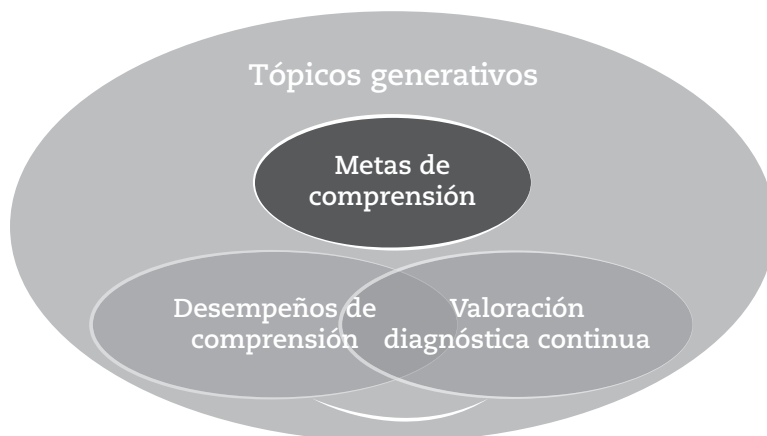 Tópicos generativos
Metas de
comprensión
Desempeños de
comprensión
Valoración
diagnóstica continua